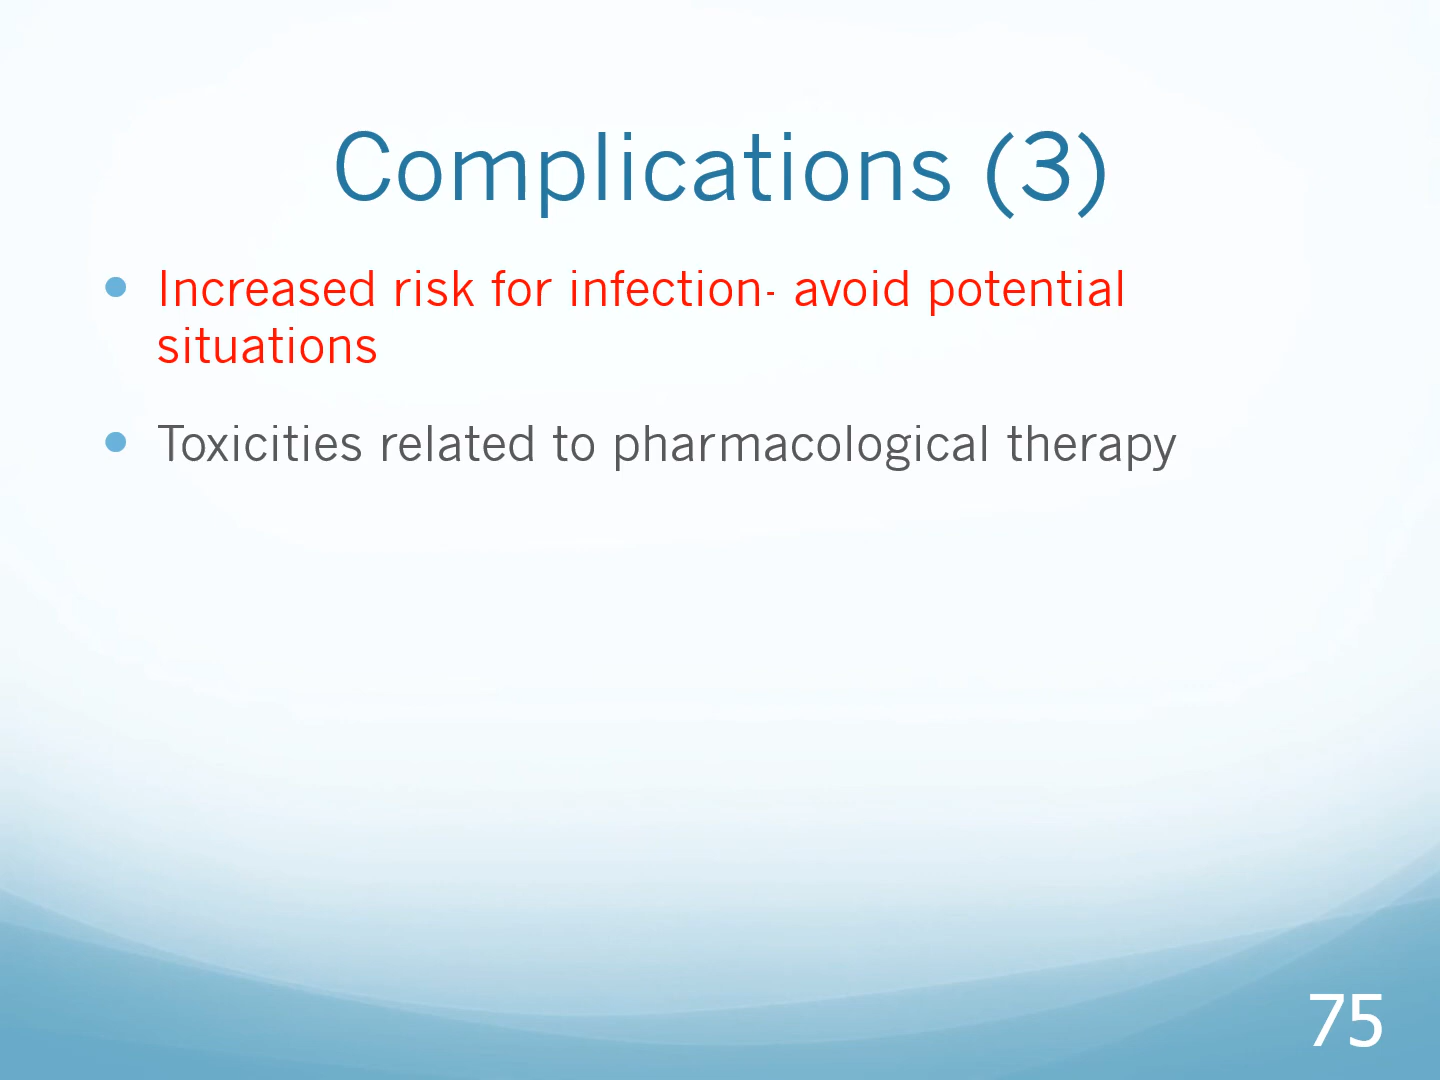 Complications (3)
Increased risk for infection- avoid potential
situations
Toxicities related to pharmacological therapy
75